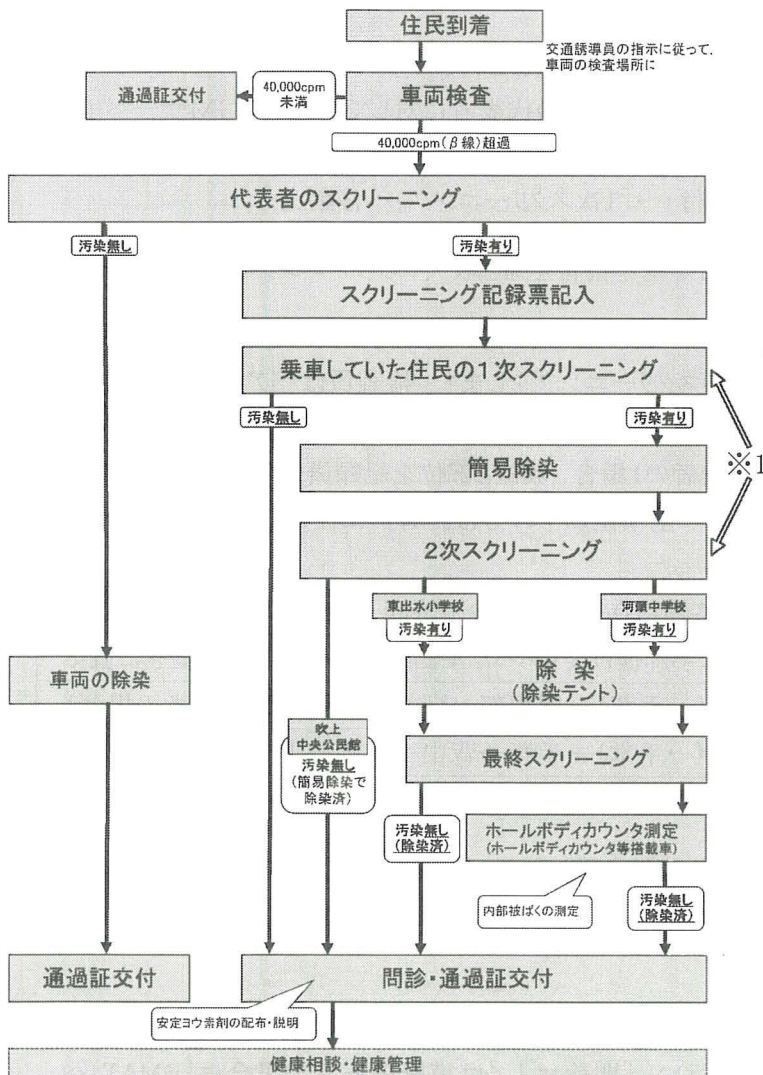 住民到着
交通誘導員の指示に従って、
車両の検査場所に
通過証交付
40,000cpm
未満
車両検査
40,000cpm(β線)超過
代表者のスクリーニング
汚染無し
汚染有り
スクリーニング記録票記入
乗車していた住民の1次スクリーニング
汚染無し
汚染有り
※1
簡易除染
2次スクリーニング
東出水小学校
汚染有り
河頭中学校
汚染有り
車両の除染
除 染
(除染テント)
吹上
中央公民館
汚染無し
(簡易除染で
除染済)
最終スクリーニング
汚染無し
(除染済)
ホールボディカウンタ測定
(ホールボディカウンタ等搭載車)
内部被ばくの測定
汚染無し
(除染済)
通過証交付
問診・通過証交付
安定ヨウ素剤の配布・説明
健康相談・健康管理